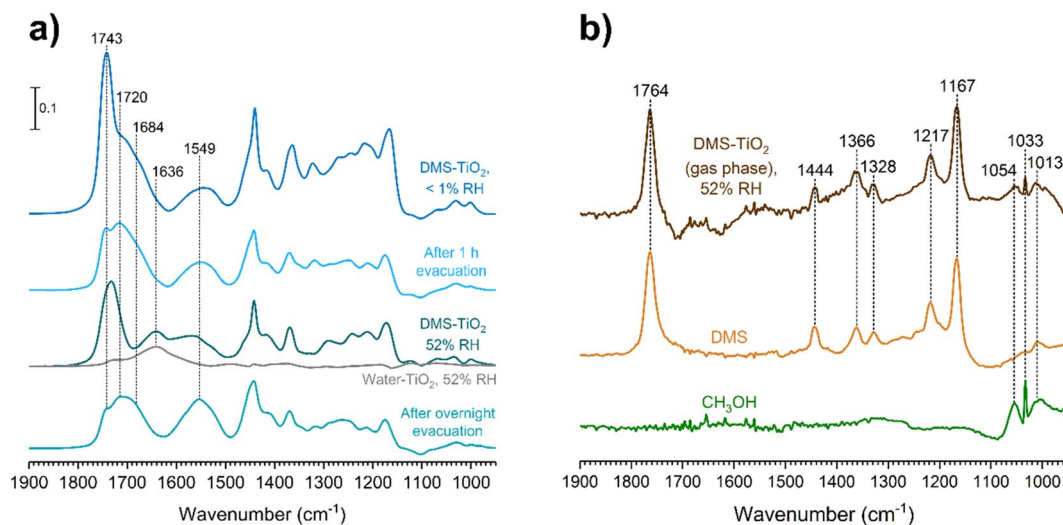 a)
1743
1720
1684
1636
1549
0.1
DMS-TiO₂,
< 1% RH
After 1 h
evacuation
DMS-TiO₂
52% RH
Water-TiO₂, 52% RH
After overnight
evacuation
1900 1800 1700 1600 1500 1400 1300 1200 1100 1000
Wavenumber (cm⁻¹)
b)
1764
1167
DMS-TiO₂
(gas phase),
52% RH
1444
1366
1328
1217
1054
1033
1013
DMS
CH₃OH
1900 1800 1700 1600 1500 1400 1300 1200 1100 1000
Wavenumber (cm⁻¹)